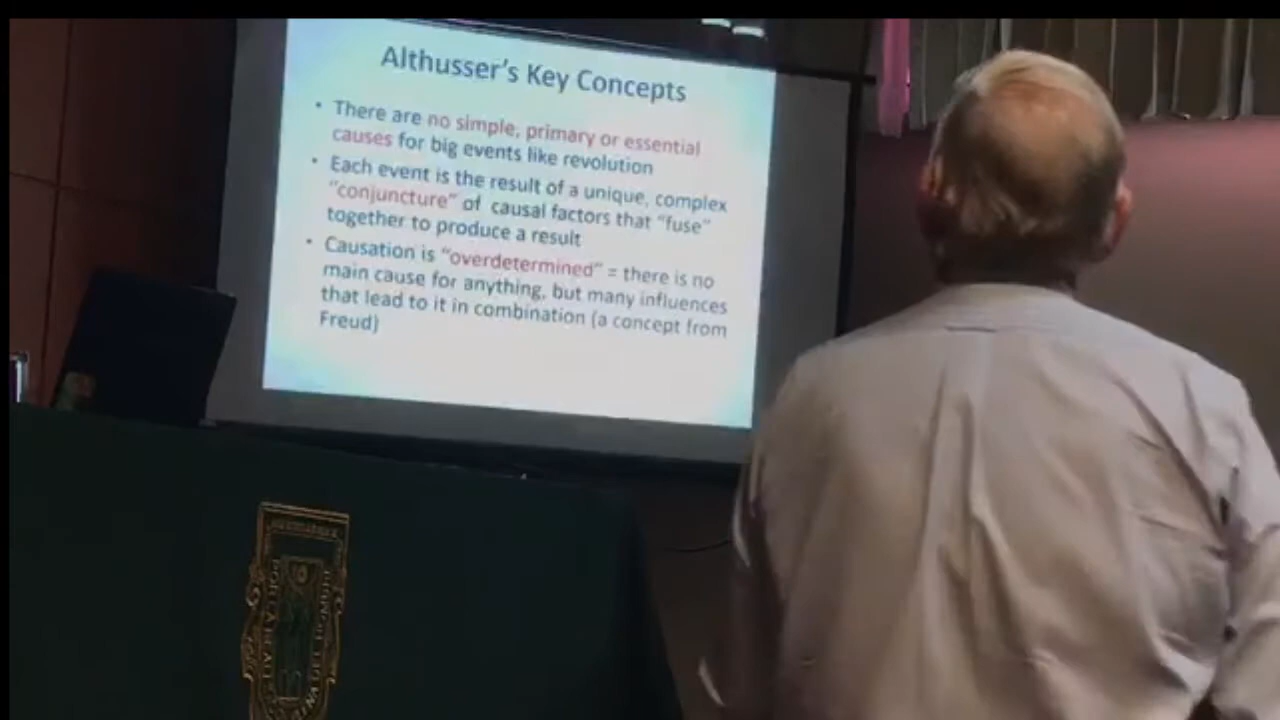 Althusser's Key Concepts
• There are no simple, primary or essential
causes for big events like revolution
• Each event is the result of a unique, complex
"conjuncture" of causal factors that "fuse"
together to produce a result
• Causation is "overdetermined" = there is no
main cause for anything, but many influences
that lead to it in combination (a concept from
Freud)